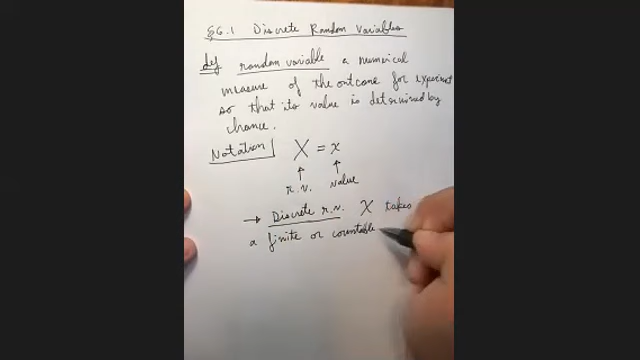 §6.1 Discrete Random Variables
def random variable a numerical
measure of the outcome for experiment
so that its value is determined by
chance.
Notation X = x
↑ ↑
r.v. value
→ Discrete r.v. X takes
a finite or countable